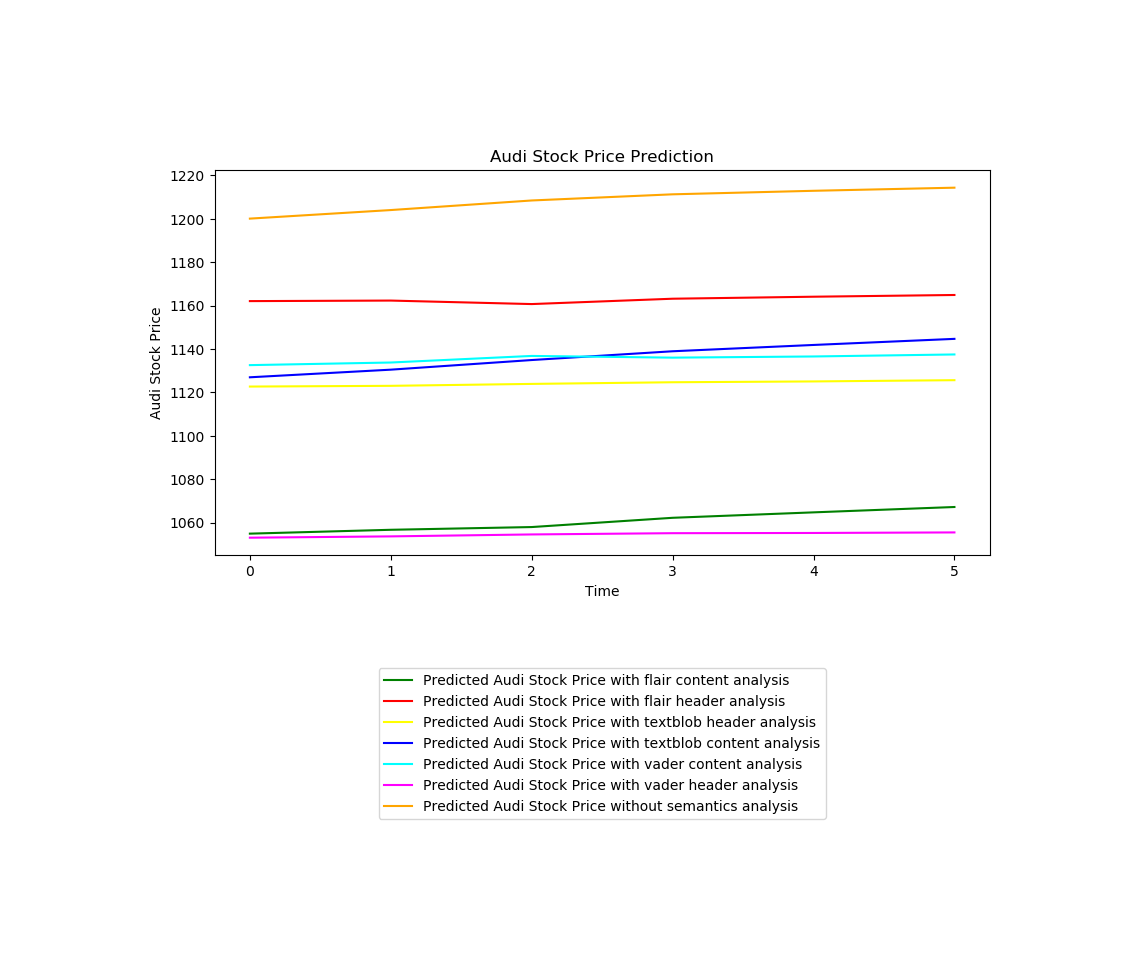 Audi Stock Price Prediction
1220
1200
1180
1160
1140
1120
1100
1080
1060
Audi Stock Price
0 1 2 3 4 5
Time
Predicted Audi Stock Price with flair content analysis
Predicted Audi Stock Price with flair header analysis
Predicted Audi Stock Price with textblob header analysis
Predicted Audi Stock Price with textblob content analysis
Predicted Audi Stock Price with vader content analysis
Predicted Audi Stock Price with vader header analysis
Predicted Audi Stock Price without semantics analysis